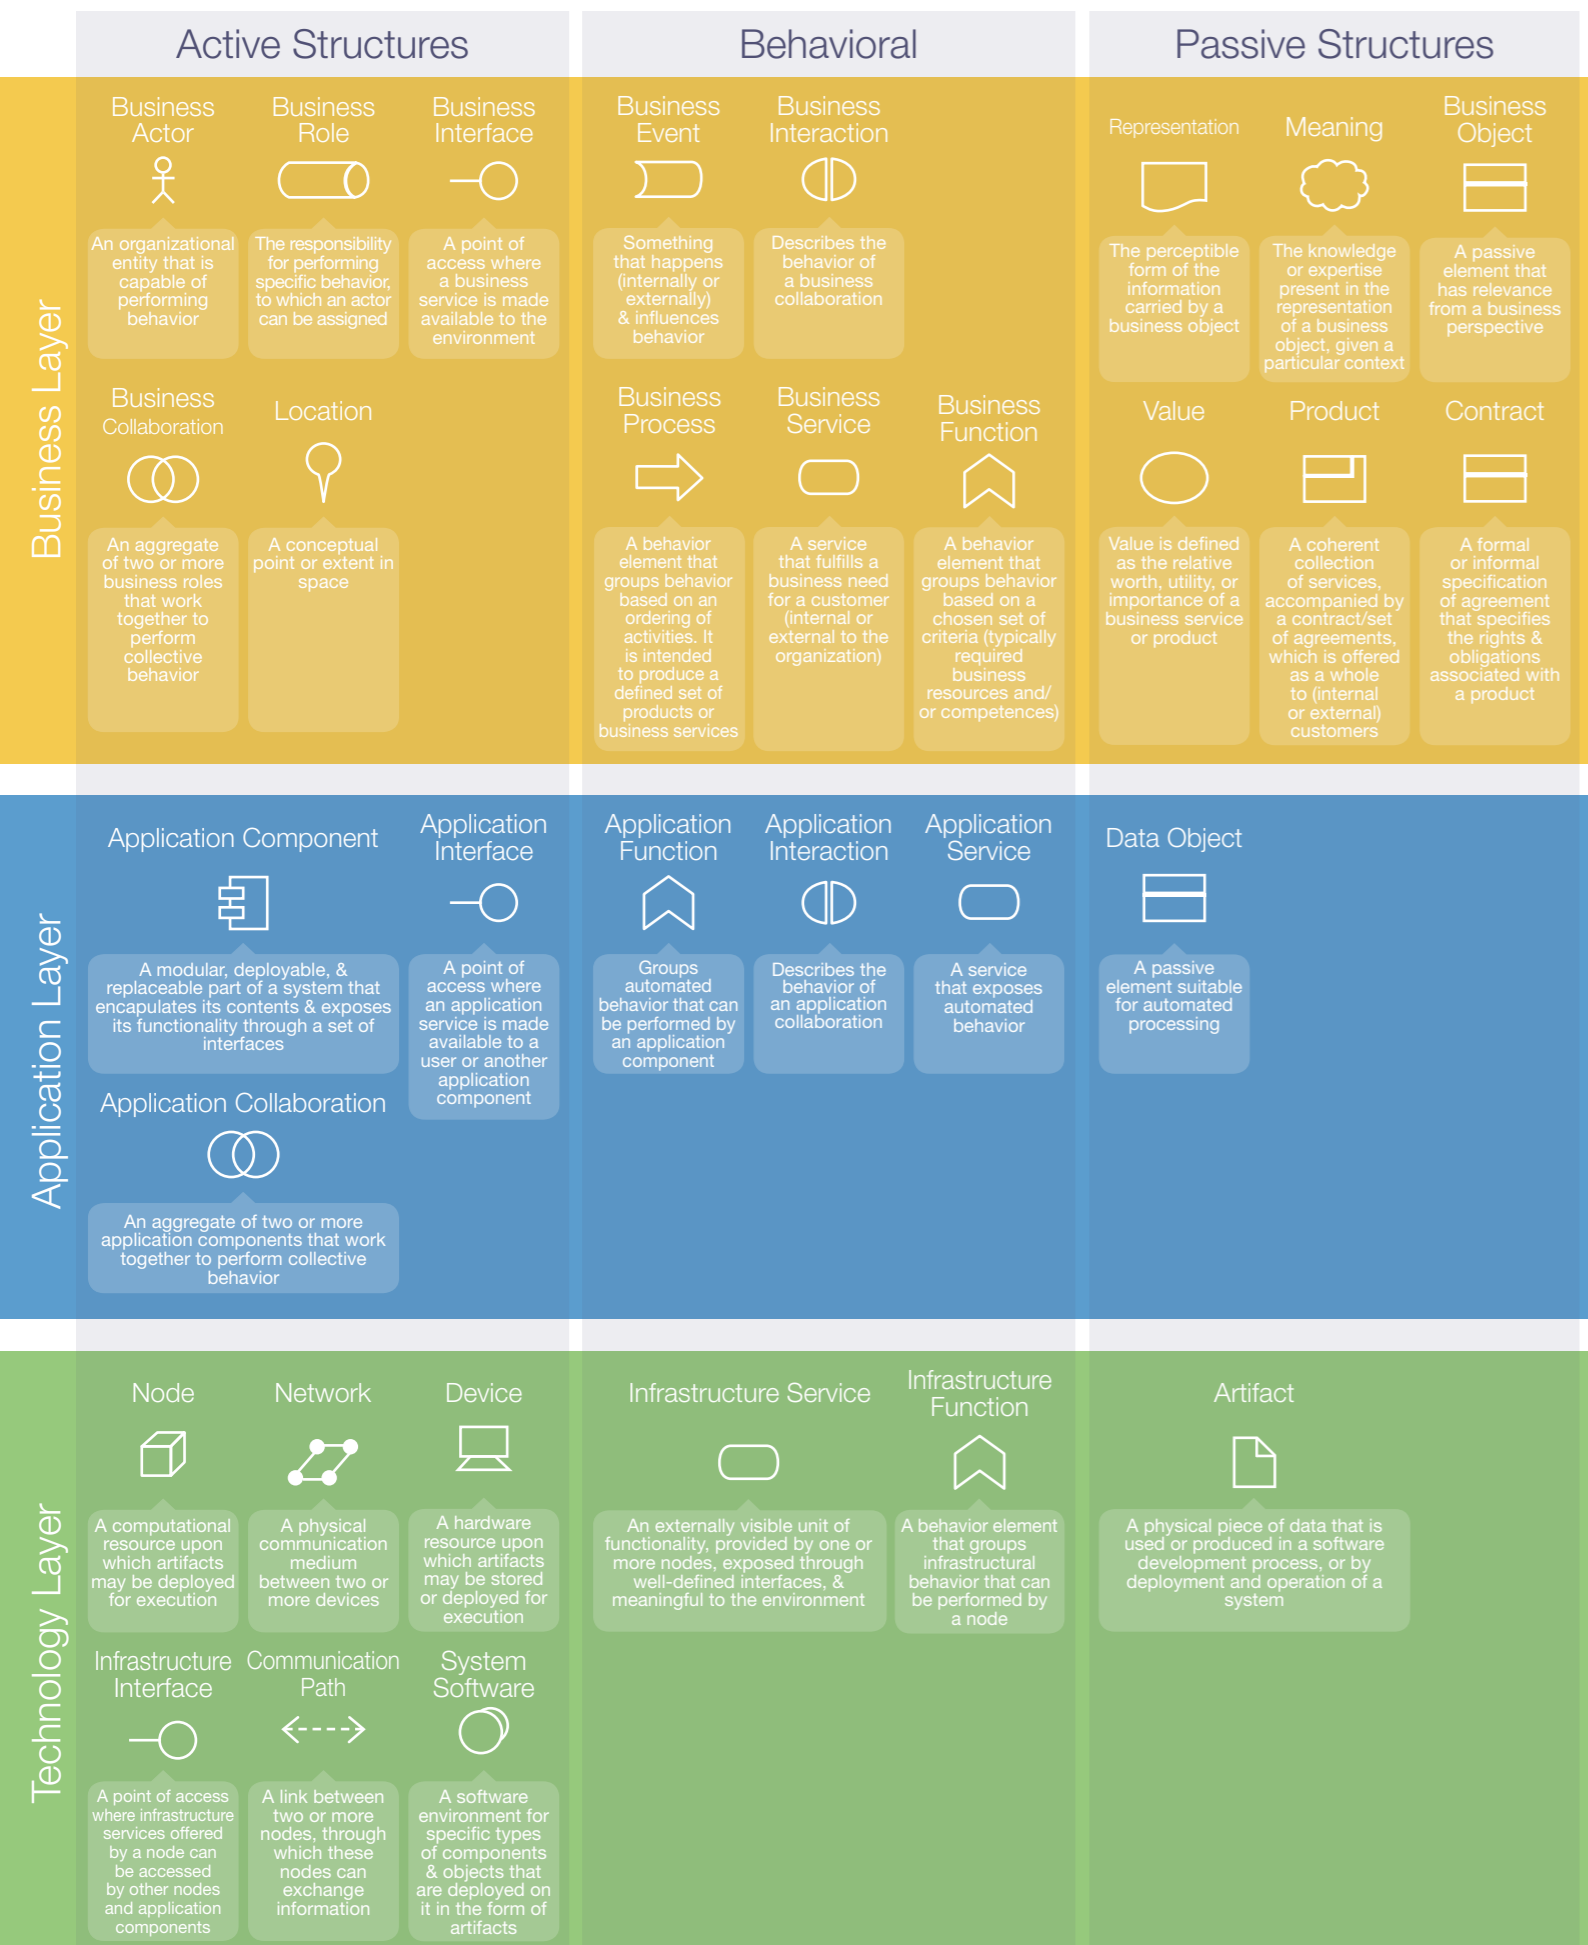 Active Structures
Behavioral
Passive Structures
Business Layer
Business
Actor
An organizational
entity that is
capable of
performing
behavior
Business
Role
The responsibility
for performing
specific behavior,
to which an actor
can be assigned
Business
Interface
A point of
access where
a business
service is made
available to the
environment
Business
Collaboration
An aggregate
of two or more
business roles
that work
together to
perform
collective
behavior
Location
A conceptual
point or extent in
space
Business
Event
Something
that happens
(internally or
externally)
& influences
behavior
Business
Interaction
Describes the
behavior of
a business
collaboration
Business
Process
A behavior
element that
groups behavior
based on an
ordering of
activities. It
is intended
to produce a
defined set of
products or
business services
Business
Service
A service
that fulfills a
business need
for a customer
(internal or
external to the
organization)
Business
Function
A behavior
element that
groups behavior
based on a
chosen set of
criteria (typically
required
business
resources and/
or competences)
Representation
The perceptible
form of the
information
carried by a
business object
Meaning
The knowledge
or expertise
present in the
representation
of a business
object, given a
particular context
Business
Object
A passive
element that
has relevance
from a business
perspective
Value
Value is defined
as the relative
worth, utility, or
importance of a
business service
or product
Product
A coherent
collection
of services,
accompanied by
a contract/set
of agreements,
which is offered
as a whole
to (internal
or external)
customers
Contract
A formal
or informal
specification
of agreement
that specifies
the rights &
obligations
associated with
a product
Application Layer
Application Component
A modular, deployable, &
replaceable part of a system that
encapulates its contents & exposes
its functionality through a set of
interfaces
Application
Interface
A point of
access where
an application
service is made
available to a
user or another
application
component
Application Collaboration
An aggregate of two or more
application components that work
together to perform collective
behavior
Application
Function
Groups
automated
behavior that can
be performed by
an application
component
Application
Interaction
Describes the
behavior of
an application
collaboration
Application
Service
A service
that exposes
automated
behavior
Data Object
A passive
element suitable
for automated
processing
Technology Layer
Node
A computational
resource upon
which artifacts
may be deployed
for execution
Network
A physical
communication
medium
between two or
more devices
Device
A hardware
resource upon
which artifacts
may be stored
or deployed for
execution
Infrastructure
Interface
A point of access
where infrastructure
services offered
by a node can
be accessed
by other nodes
and application
components
Communication
Path
A link between
two or more
nodes, through
which these
nodes can
exchange
information
System
Software
A software
environment for
specific types
of components
& objects that
are deployed on
it in the form of
artifacts
Infrastructure Service
An externally visible unit of
functionality, provided by one or
more nodes, exposed through
well-defined interfaces, &
meaningful to the environment
Infrastructure
Function
A behavior element
that groups
infrastructural
behavior that can
be performed by
a node
Artifact
A physical piece of data that is
used or produced in a software
development process, or by
deployment and operation of a
system